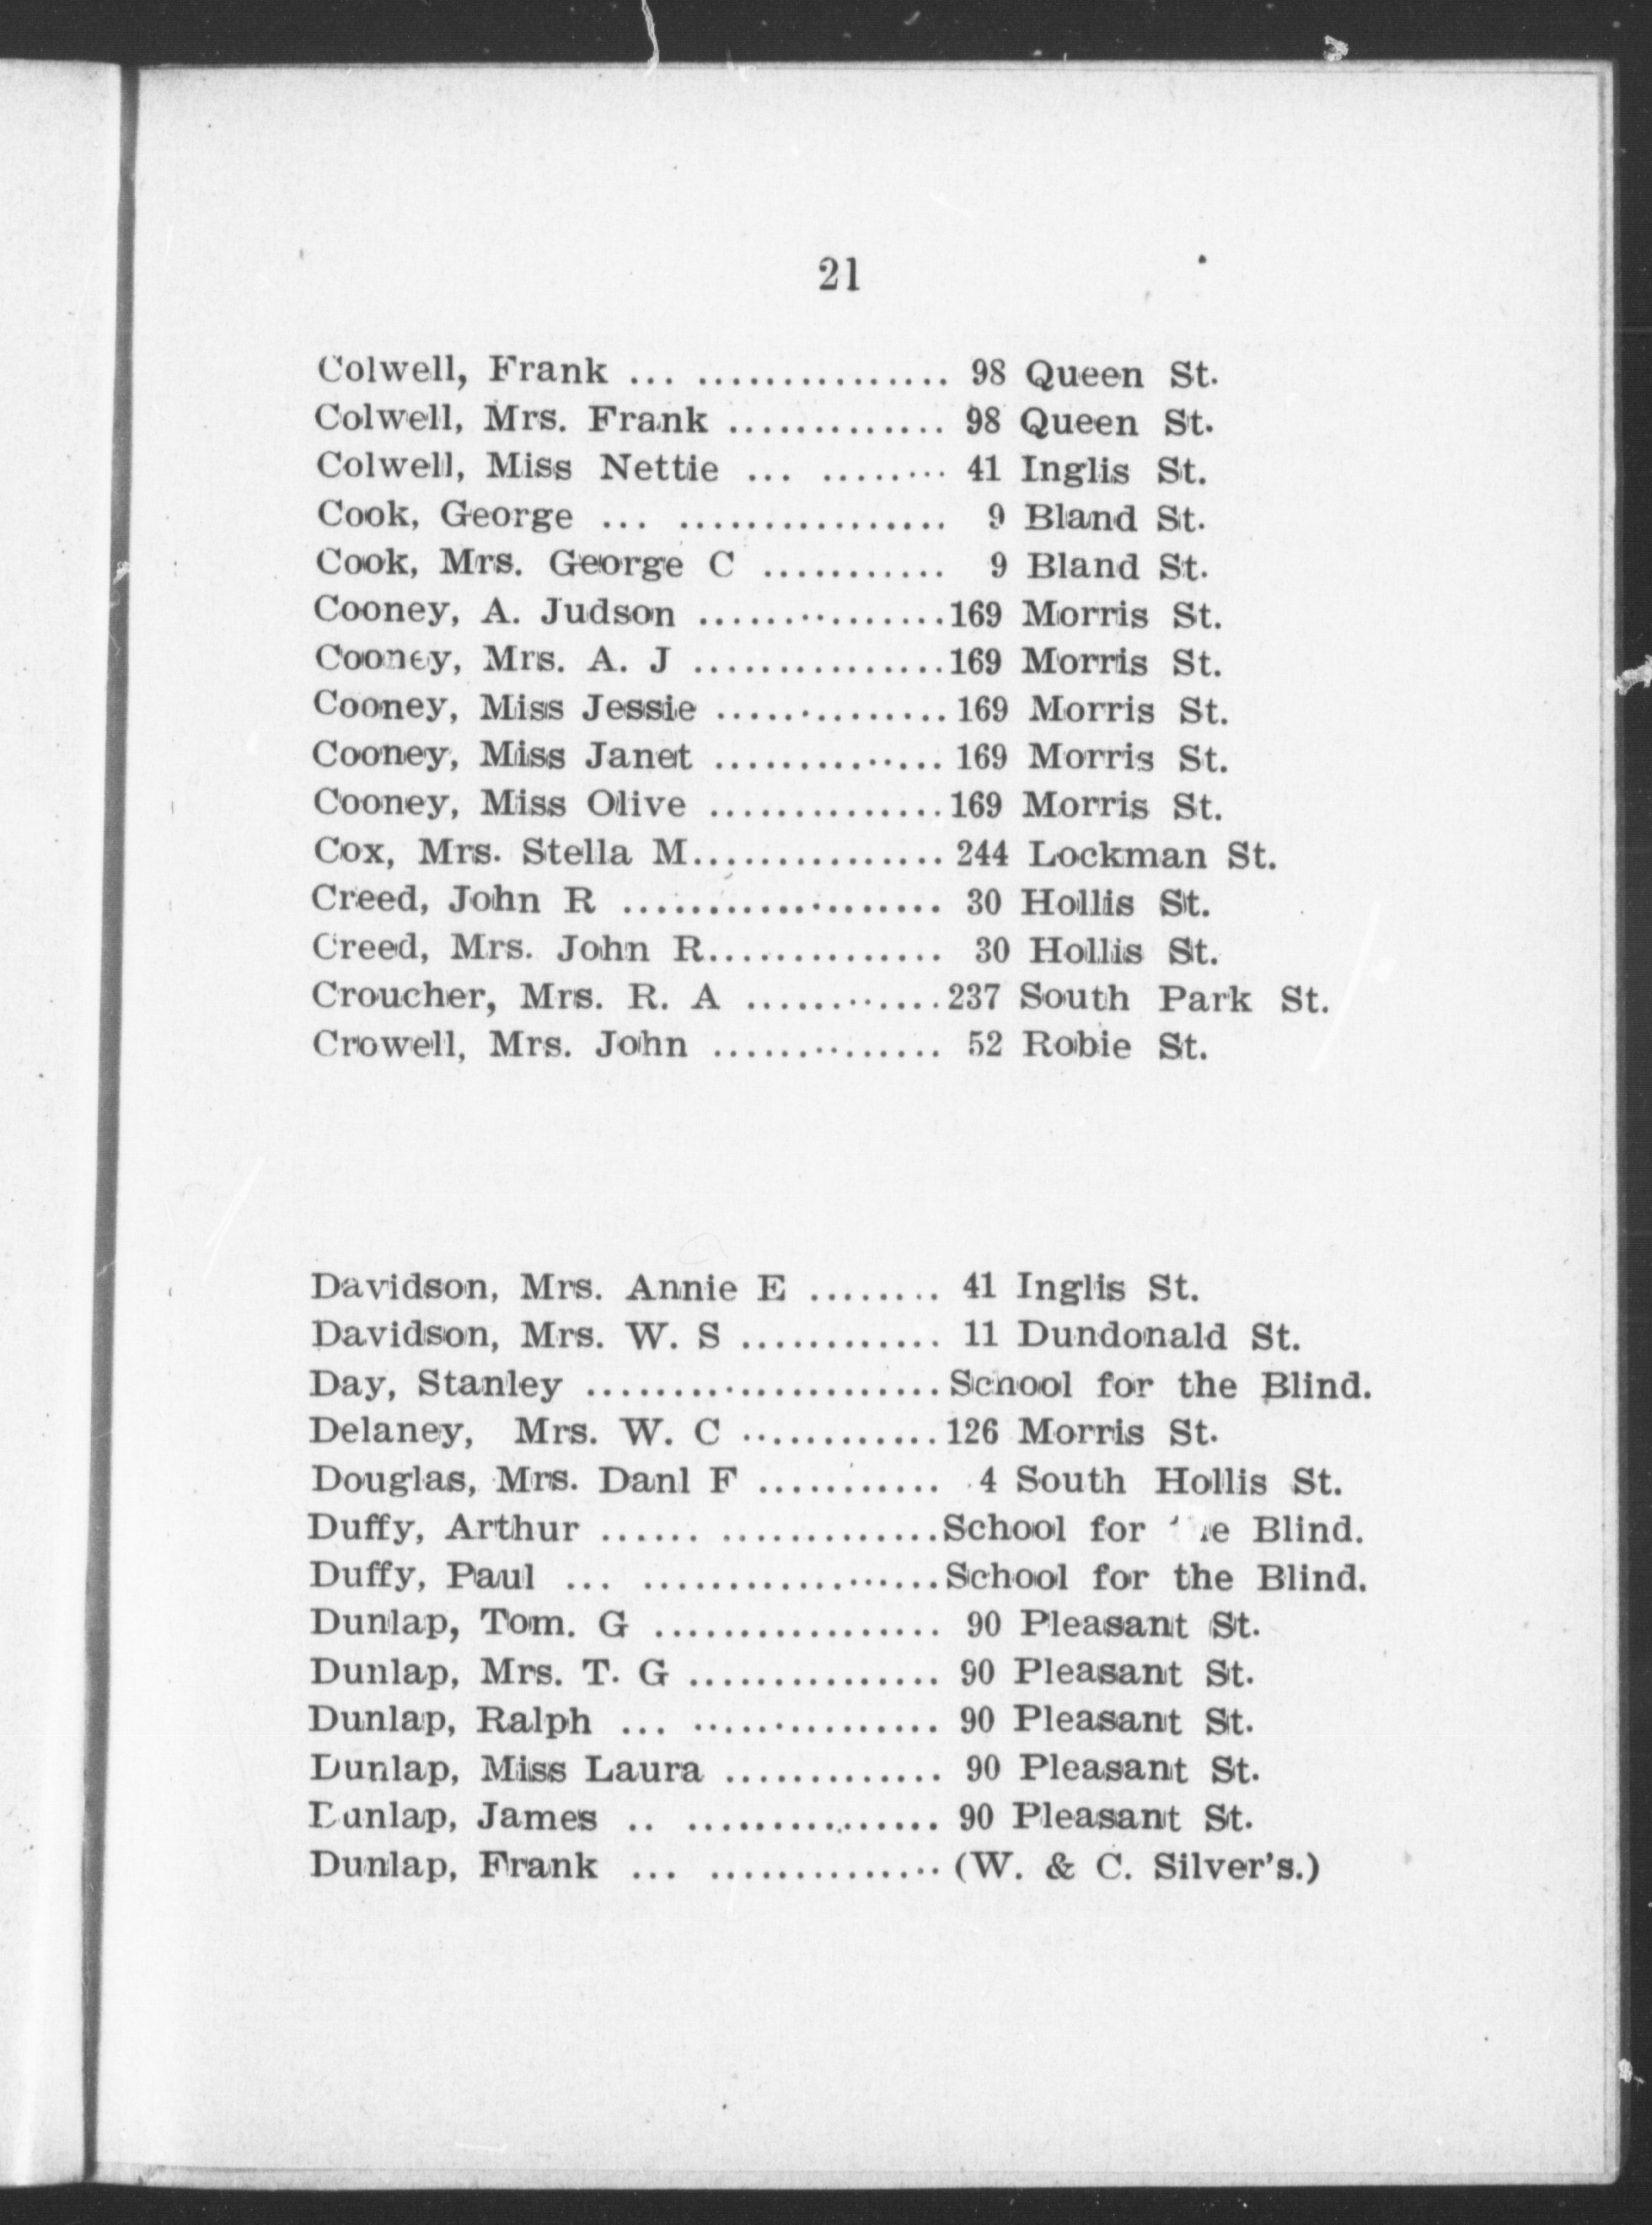 21
Colwell, Frank ... ............... 98 Queen St.
Colwell, Mrs. Frank ............. 98 Queen St.
Colwell, Miss Nettie ... ......... 41 Inglis St.
Cook, George ... ................ 9 Bland St.
Cook, Mrs. George C ........... 9 Bland St.
Cooney, A. Judson ...............169 Morris St.
Cooney, Mrs. A. J ...............169 Morris St.
Cooney, Miss Jessie .............. 169 Morris St.
Cooney, Miss Janet .............. 169 Morris St.
Cooney, Miss Olive ..............169 Morris St.
Cox, Mrs. Stella M............... 244 Lockman St.
Creed, John R ................... 30 Hollis St.
Creed, Mrs. John R.............. 30 Hollis St.
Croucher, Mrs. R. A ............237 South Park St.
Crowell, Mrs. John .............. 52 Robie St.
Davidson, Mrs. Annie E ........ 41 Inglis St.
Davidson, Mrs. W. S ............ 11 Dundonald St.
Day, Stanley .....................School for the Blind.
Delaney, Mrs. W. C ............126 Morris St.
Douglas, Mrs. Danl F ........... 4 South Hollis St.
Duffy, Arthur ...... .............School for the Blind.
Duffy, Paul ... ..................School for the Blind.
Dunlap, Tom. G ................. 90 Pleasant St.
Dunlap, Mrs. T. G ............... 90 Pleasant St.
Dunlap, Ralph ... ............... 90 Pleasant St.
Dunlap, Miss Laura ............. 90 Pleasant St.
Dunlap, James .. ............... 90 Pleasant St.
Dunlap, Frank ... .............. (W. & C. Silver's.)